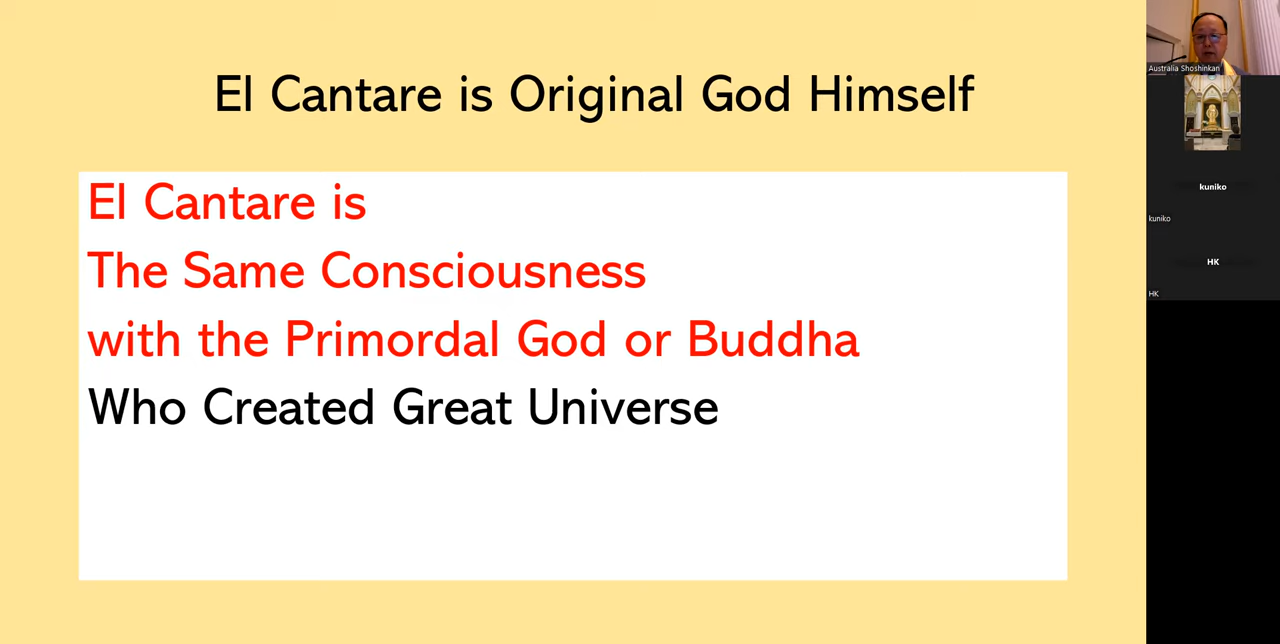 El Cantare is Original God Himself
El Cantare is
The Same Consciousness
with the Primordal God or Buddha
Who Created Great Universe
Australia Shoshinkan
kuniko
kuniko
HK
HK